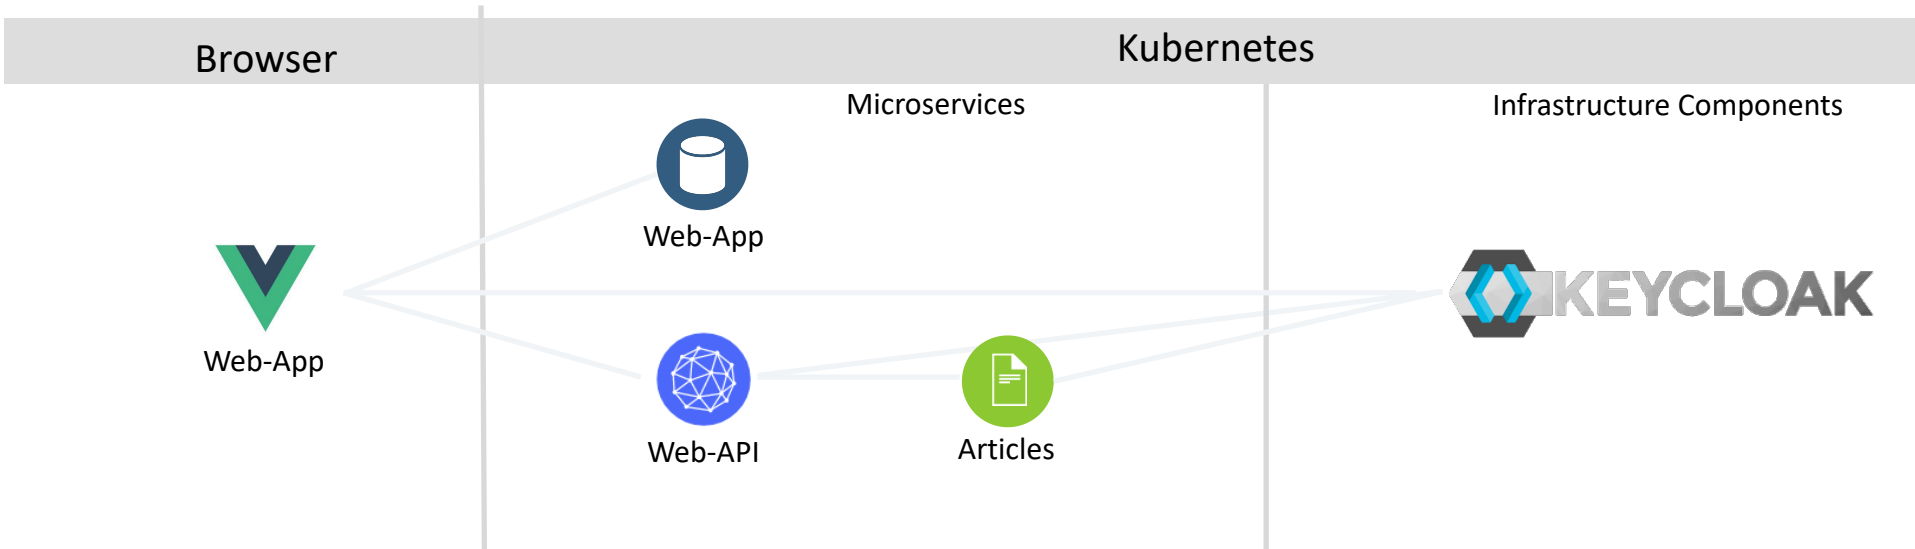 Browser
Kubernetes
Microservices
Infrastructure Components
Web-App
Web-App
KEYCLOAK
Web-API
Articles